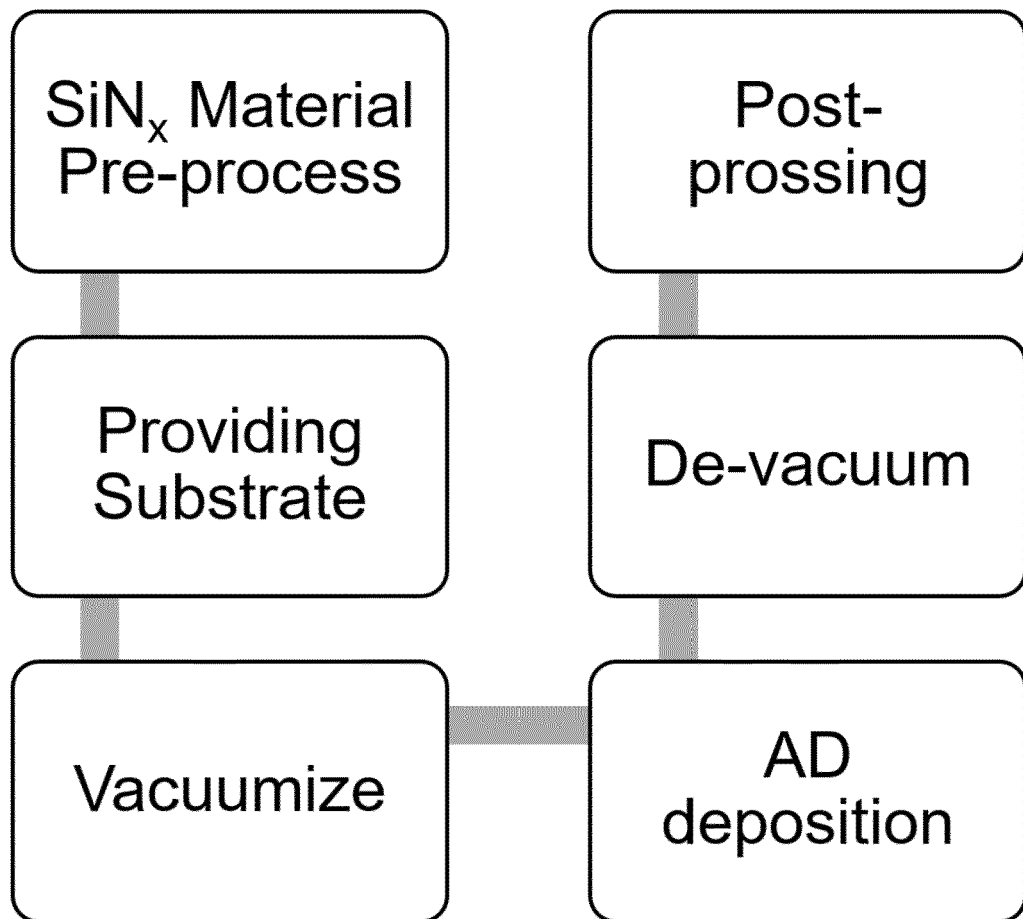 SiNₓ Material
Pre-process
Providing
Substrate
Vacuumize
AD
deposition
De-vacuum
Post-
prossing